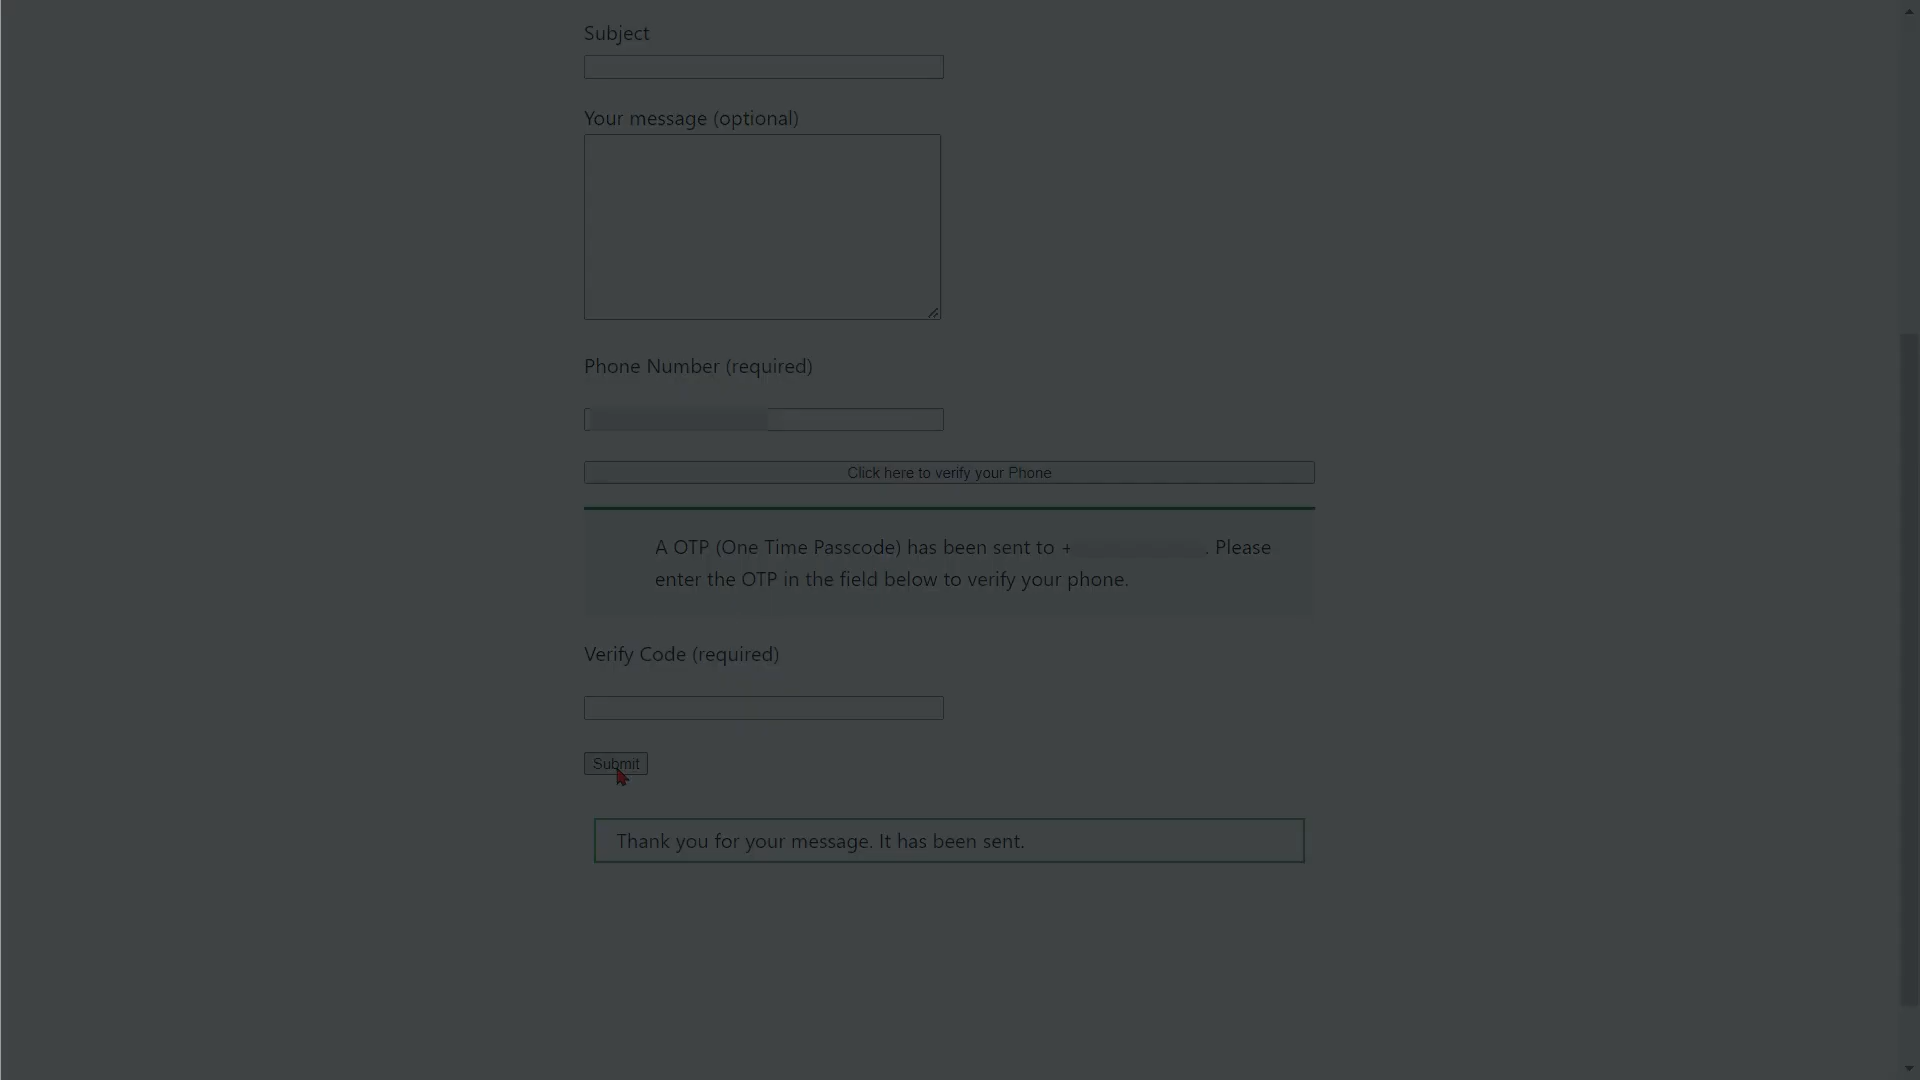 Subject
Your message (optional)
Phone Number (required)
Click here to verify your Phone
A OTP (One Time Passcode) has been sent to + . Please
enter the OTP in the field below to verify your phone.
Verify Code (required)
Submit
Thank you for your message. It has been sent.